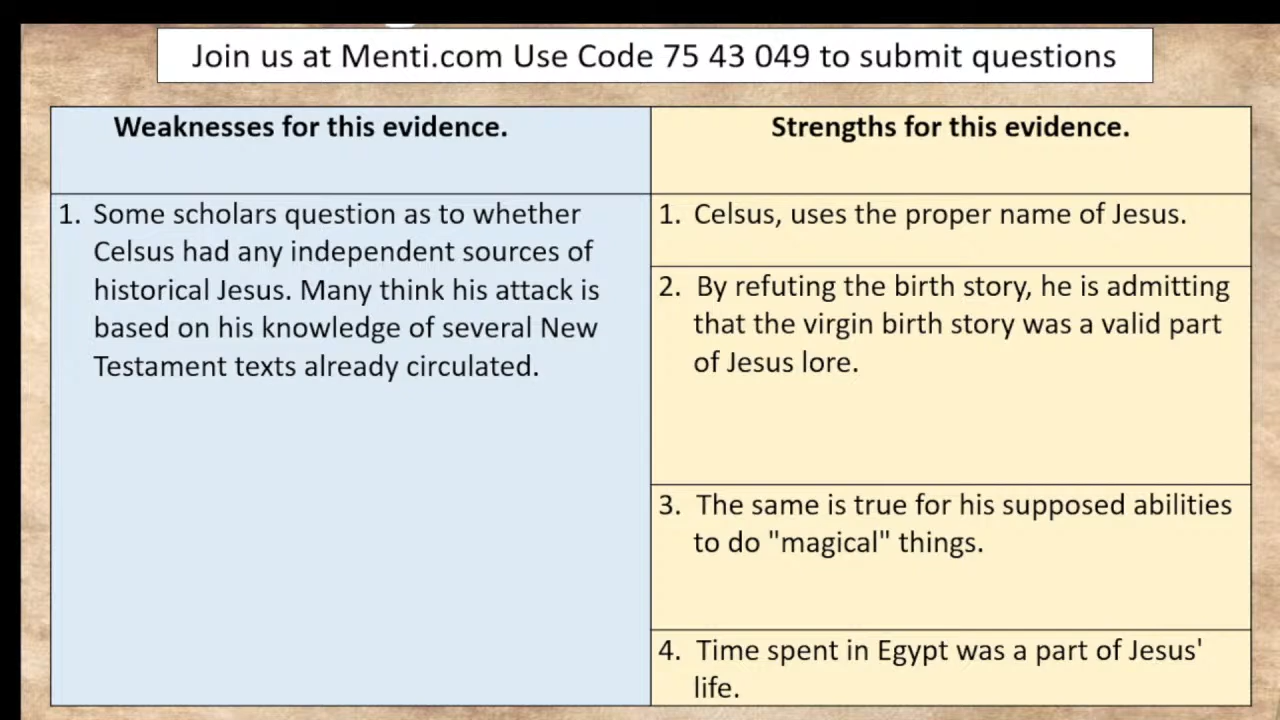 Join us at Menti.com Use Code 75 43 049 to submit questions
Weaknesses for this evidence.
1. Some scholars question as to whether
Celsus had any independent sources of
historical Jesus. Many think his attack is
based on his knowledge of several New
Testament texts already circulated.
Strengths for this evidence.
1. Celsus, uses the proper name of Jesus.
2. By refuting the birth story, he is admitting
that the virgin birth story was a valid part
of Jesus lore.
3. The same is true for his supposed abilities
to do "magical" things.
4. Time spent in Egypt was a part of Jesus'
life.